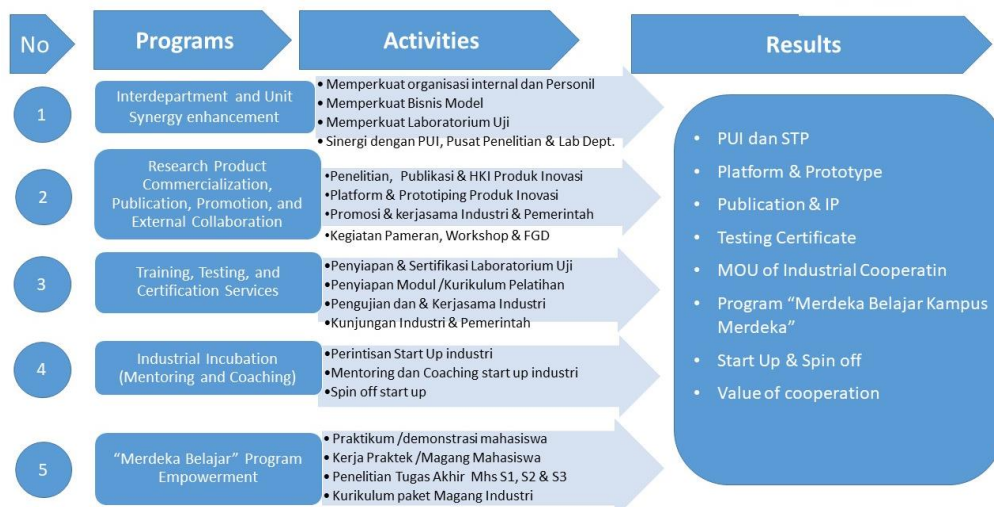 No
Programs
Activities
Results
1
Interdepartment and Unit
Synergy enhancement
• Memperkuat organisasi internal dan Personil
• Memperkuat Bisnis Model
• Memperkuat Laboratorium Uji
• Sinergi dengan PUI, Pusat Penelitian & Lab Dept.
2
Research Product
Commercialization,
Publication, Promotion, and
External Collaboration
•Penelitian, Publikasi & HKI Produk Inovasi
•Platform & Prototiping Produk Inovasi
•Promosi & kerjasama Industri & Pemerintah
•Kegiatan Pameran, Workshop & FGD
3
Training, Testing, and
Certification Services
•Penyiapan & Sertifikasi Laboratorium Uji
•Penyiapan Modul /Kurikulum Pelatihan
•Pengujian dan & Kerjasama Industri
•Kunjungan Industri & Pemerintah
4
Industrial Incubation
(Mentoring and Coaching)
•Perintisan Start Up industri
•Mentoring dan Coaching start up industri
•Spin off start up
5
“Merdeka Belajar” Program
Empowerment
• Praktikum /demonstrasi mahasiswa
• Kerja Praktek /Magang Mahasiswa
• Penelitian Tugas Akhir Mhs S1, S2 & S3
• Kurikulum paket Magang Industri
• PUI dan STP
• Platform & Prototype
• Publication & IP
• Testing Certificate
• MOU of Industrial Cooperatin
• Program “Merdeka Belajar Kampus
Merdeka”
• Start Up & Spin off
• Value of cooperation